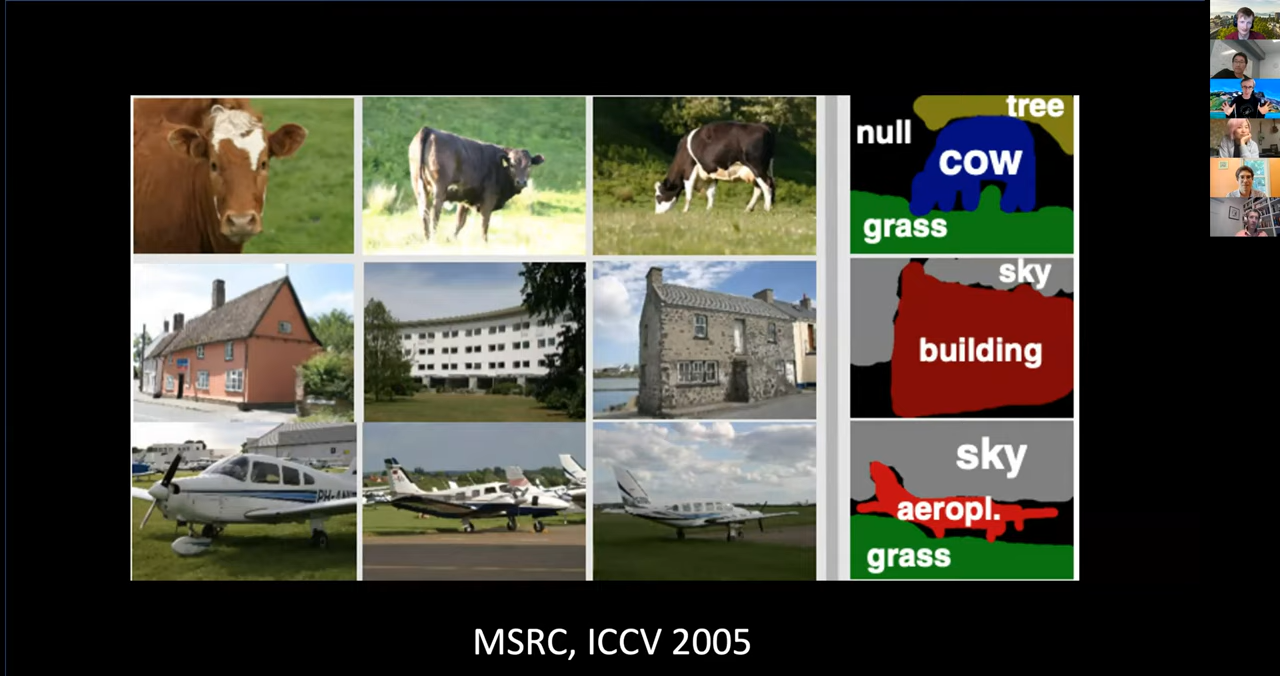 tree
null
cow
grass
sky
building
sky
aeropl.
grass
MSRC, ICCV 2005